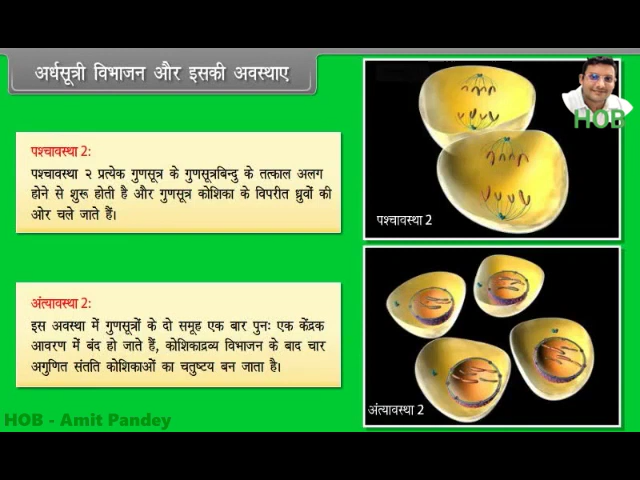 अर्धसूत्री विभाजन और इसकी अवस्थाए
HOB
पश्चावस्था 2:
पश्चावस्था २ प्रत्येक गुणसूत्र के गुणसूत्रबिन्दु के तत्काल अलग
होने से शुरू होती है और गुणसूत्र कोशिका के विपरीत ध्रुवों की
ओर चले जाते हैं।
पश्चावस्था 2
अंत्यावस्था 2:
इस अवस्था में गुणसूत्रों के दो समूह एक बार पुनः एक केंद्रक
आवरण में बंद हो जाते हैं, कोशिकाद्रव्य विभाजन के बाद चार
अगुणित संतति कोशिकाओं का चतुष्टय बन जाता है।
अंत्यावस्था 2
HOB - Amit Pandey